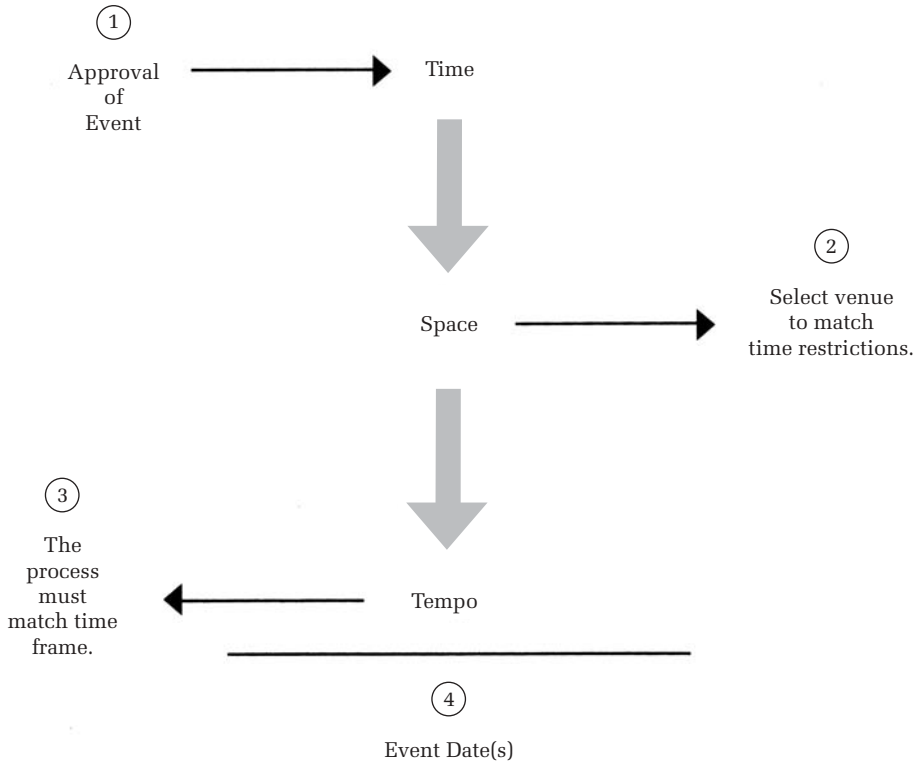 1
Approval
of
Event
Time
2
Space
Select venue
to match
time restrictions.
3
The
process
must
match time
frame.
Tempo
4
Event Date(s)